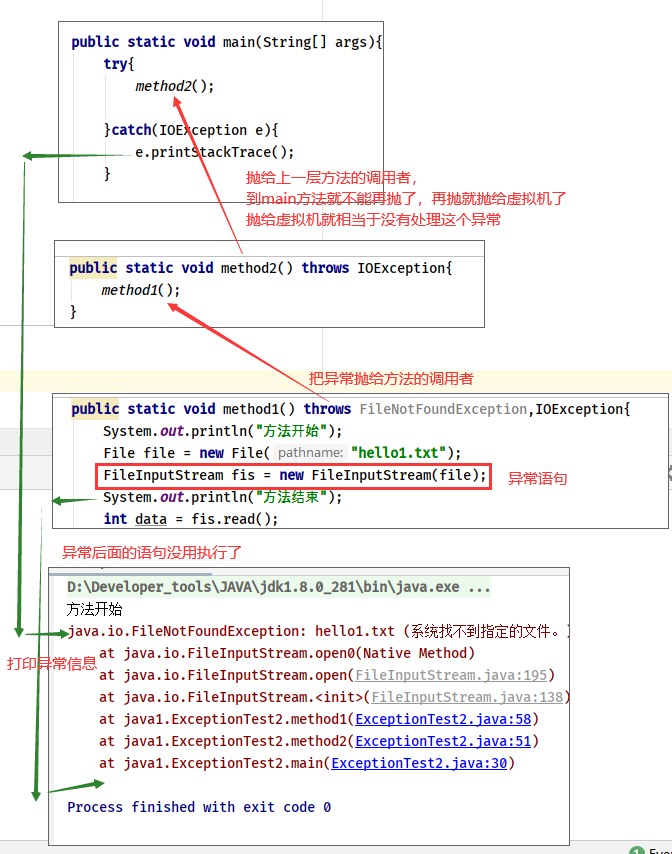 public static void main(String[] args){
try{
method2();
}catch(IOException e){
e.printStackTrace();
}
抛给上一层方法的调用者，
到main方法就不能再抛了，再抛就抛给虚拟机了
抛给虚拟机就相当于没有处理这个异常
public static void method2() throws IOException{
method1();
}
把异常抛给方法的调用者
public static void method1() throws FileNotFoundException,IOException{
System.out.println("方法开始");
File file = new File( pathname: "hello1.txt");
FileInputStream fis = new FileInputStream(file);
异常语句
System.out.println("方法结束");
int data = fis.read();
异常后面的语句没用执行了
D:\Developer_tools\JAVA\jdk1.8.0_281\bin\java.exe ...
方法开始
java.io.FileNotFoundException: hello1.txt (系统找不到指定的文件。)
打印异常信息
at java.io.FileInputStream.open0(Native Method)
at java.io.FileInputStream.open(FileInputStream.java:195)
at java.io.FileInputStream.<init>(FileInputStream.java:138)
at java1.ExceptionTest2.method1(ExceptionTest2.java:58)
at java1.ExceptionTest2.method2(ExceptionTest2.java:51)
at java1.ExceptionTest2.main(ExceptionTest2.java:30)
Process finished with exit code 0
1